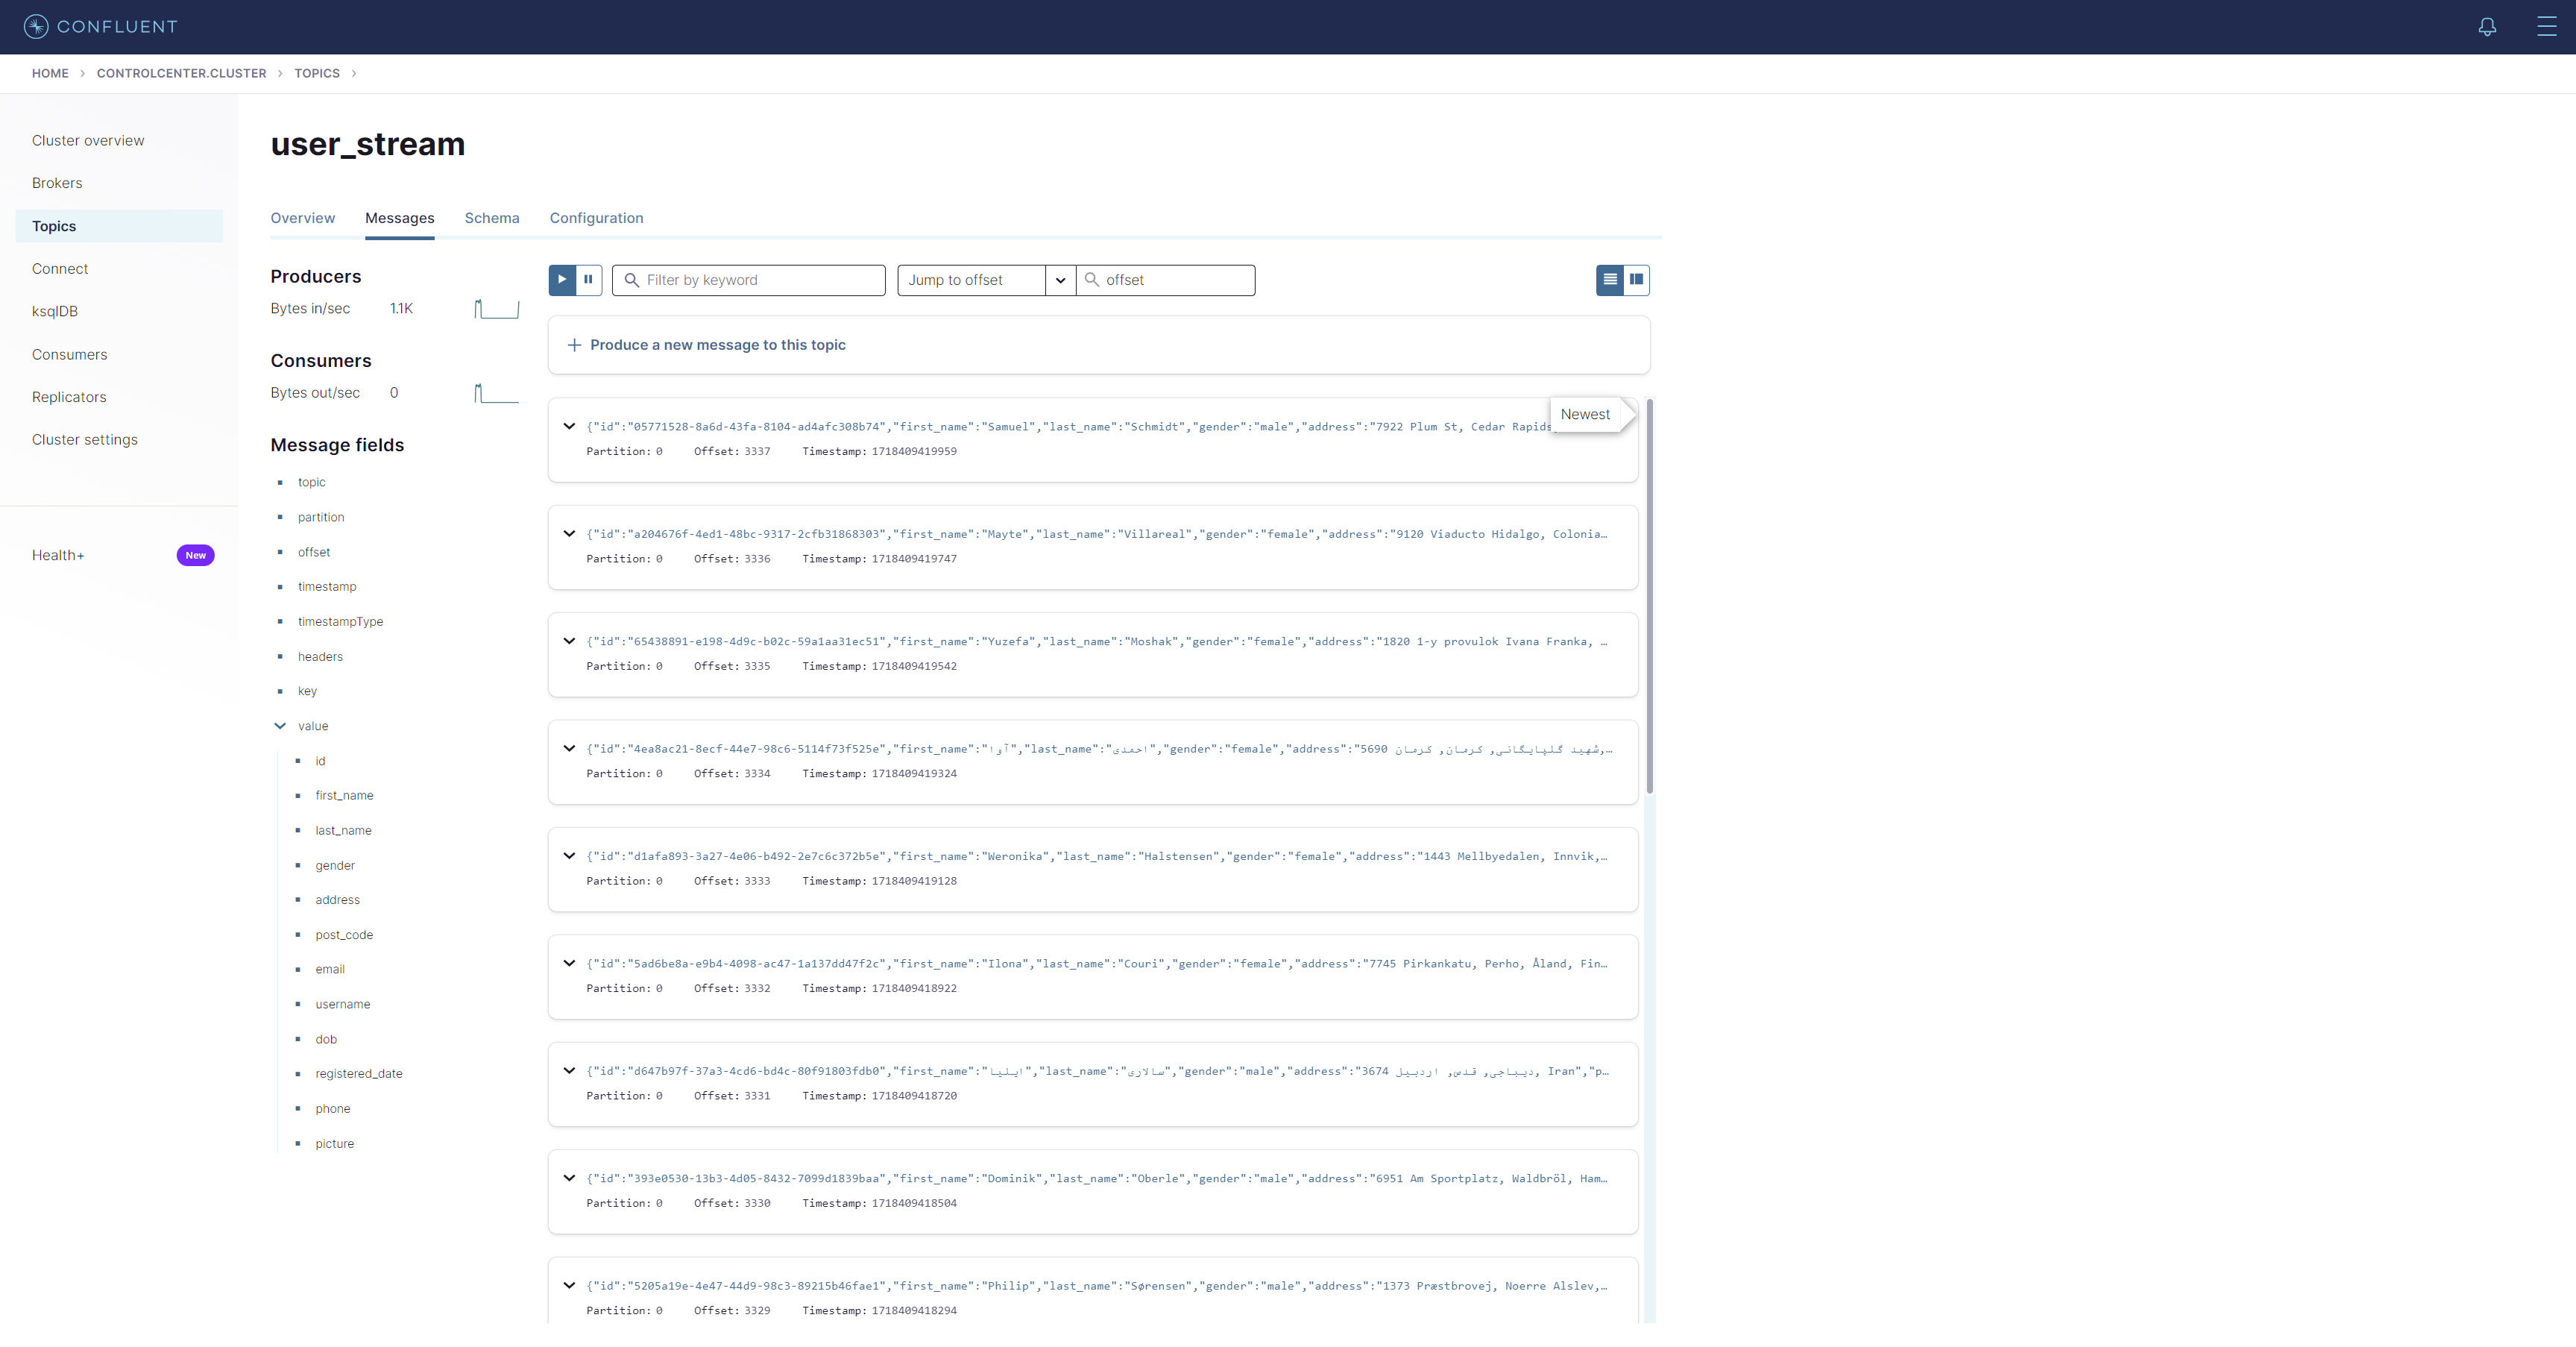 CONFLUENT
HOME > CONTROLCENTER.CLUSTER > TOPICS >
Cluster overview
Brokers
Topics
Connect
ksqlDB
Consumers
Replicators
Cluster settings
Health+ New
user_stream
Overview Messages Schema Configuration
Producers
Bytes in/sec 1.1K
Consumers
Bytes out/sec 0
Message fields
topic
partition
offset
timestamp
timestampType
headers
key
value
id
first_name
last_name
gender
address
post_code
email
username
dob
registered_date
phone
picture
Filter by keyword Jump to offset offset
+ Produce a new message to this topic
Newest
{"id":"05771528-8a6d-43fa-8104-ad4afc308b74","first_name":"Samuel","last_name":"Schmidt","gender":"male","address":"7922 Plum St, Cedar Rapids,
Partition: 0 Offset: 3337 Timestamp: 1718409419959
{"id":"a204676f-4ed1-48bc-9317-2cfb31868303","first_name":"Mayte","last_name":"Villareal","gender":"female","address":"9120 Viaducto Hidalgo, Colonia…
Partition: 0 Offset: 3336 Timestamp: 1718409419747
{"id":"65438891-e198-4d9c-b02c-59a1aa31ec51","first_name":"Yuzefa","last_name":"Moshak","gender":"female","address":"1820 1-y provulok Ivana Franka, …
Partition: 0 Offset: 3335 Timestamp: 1718409419542
{"id":"4ea8ac21-8ecf-44e7-98c6-5114f73f525e","first_name":"آوا","last_name":"احمدی","gender":"female","address":"5690 شهید گلپایگانی, کرمان, کرمان,…
Partition: 0 Offset: 3334 Timestamp: 1718409419324
{"id":"d1afa893-3a27-4e06-b492-2e7c6c372b5e","first_name":"Weronika","last_name":"Halstensen","gender":"female","address":"1443 Mellbyedalen, Innvik,…
Partition: 0 Offset: 3333 Timestamp: 1718409419128
{"id":"5ad6be8a-e9b4-4098-ac47-1a137dd47f2c","first_name":"Ilona","last_name":"Couri","gender":"female","address":"7745 Pirkankatu, Perho, Åland, Fin…
Partition: 0 Offset: 3332 Timestamp: 1718409418922
{"id":"d647b97f-37a3-4cd6-bd4c-80f91803fdb0","first_name":"ایلیا","last_name":"سالاری","gender":"male","address":"3674 دیباجی, قدس, اردبیل, Iran","p…
Partition: 0 Offset: 3331 Timestamp: 1718409418720
{"id":"393e0530-13b3-4d05-8432-7099d1839baa","first_name":"Dominik","last_name":"Oberle","gender":"male","address":"6951 Am Sportplatz, Waldbröl, Ham…
Partition: 0 Offset: 3330 Timestamp: 1718409418504
{"id":"5205a19e-4e47-44d9-98c3-89215b46fae1","first_name":"Philip","last_name":"Sørensen","gender":"male","address":"1373 Præstbrovej, Noerre Alslev,…
Partition: 0 Offset: 3329 Timestamp: 1718409418294